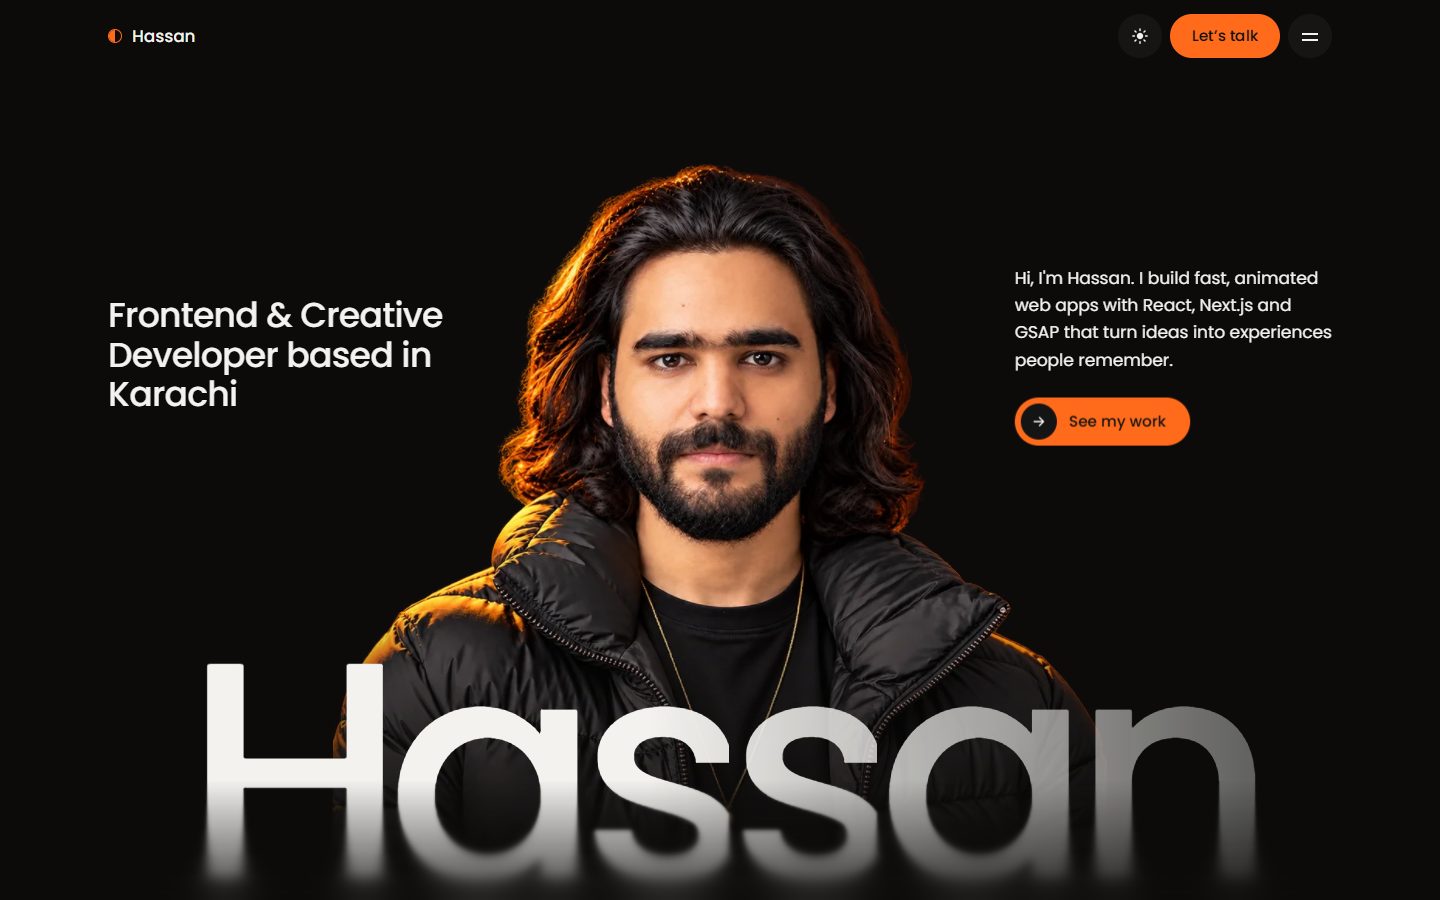 Hassan
Let's talk
Frontend & Creative
Developer based in
Karachi
Hi, I'm Hassan. I build fast, animated
web apps with React, Next.js and
GSAP that turn ideas into experiences
people remember.
See my work
Hassan